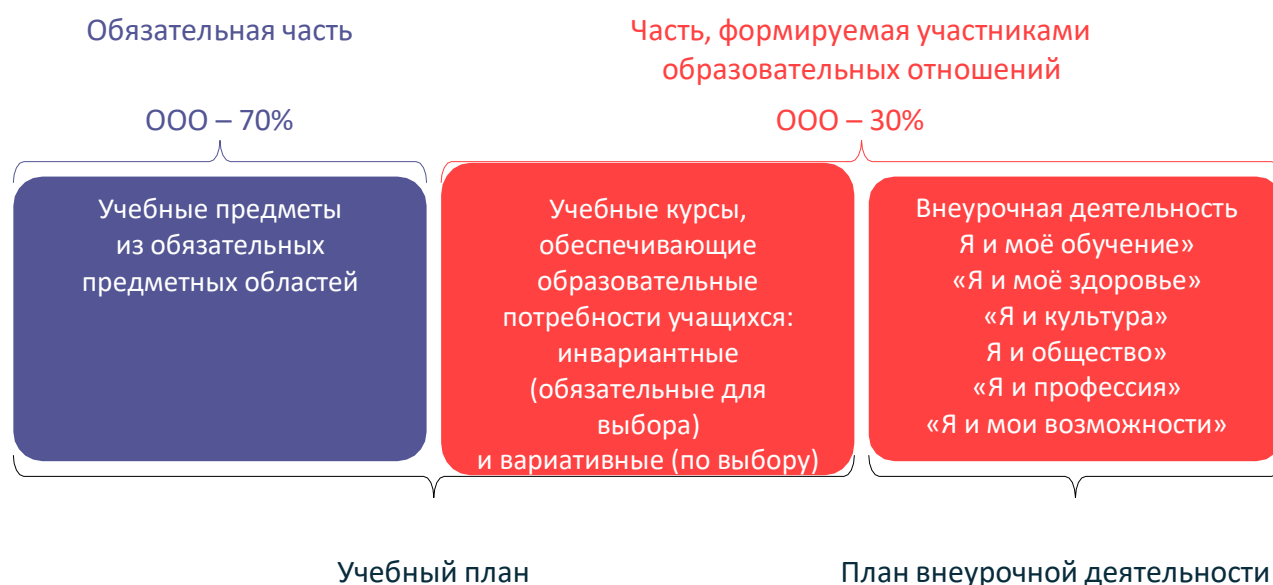 Обязательная часть
Часть, формируемая участниками
образовательных отношений
ООО – 70%
ООО – 30%
Учебные предметы
из обязательных
предметных областей
Учебные курсы,
обеспечивающие
образовательные
потребности учащихся:
инвариантные
(обязательные для
выбора)
и вариативные (по выбору)
Внеурочная деятельность
Я и моё обучение»
«Я и моё здоровье»
«Я и культура»
Я и общество»
«Я и профессия»
«Я и мои возможности»
Учебный план
План внеурочной деятельности